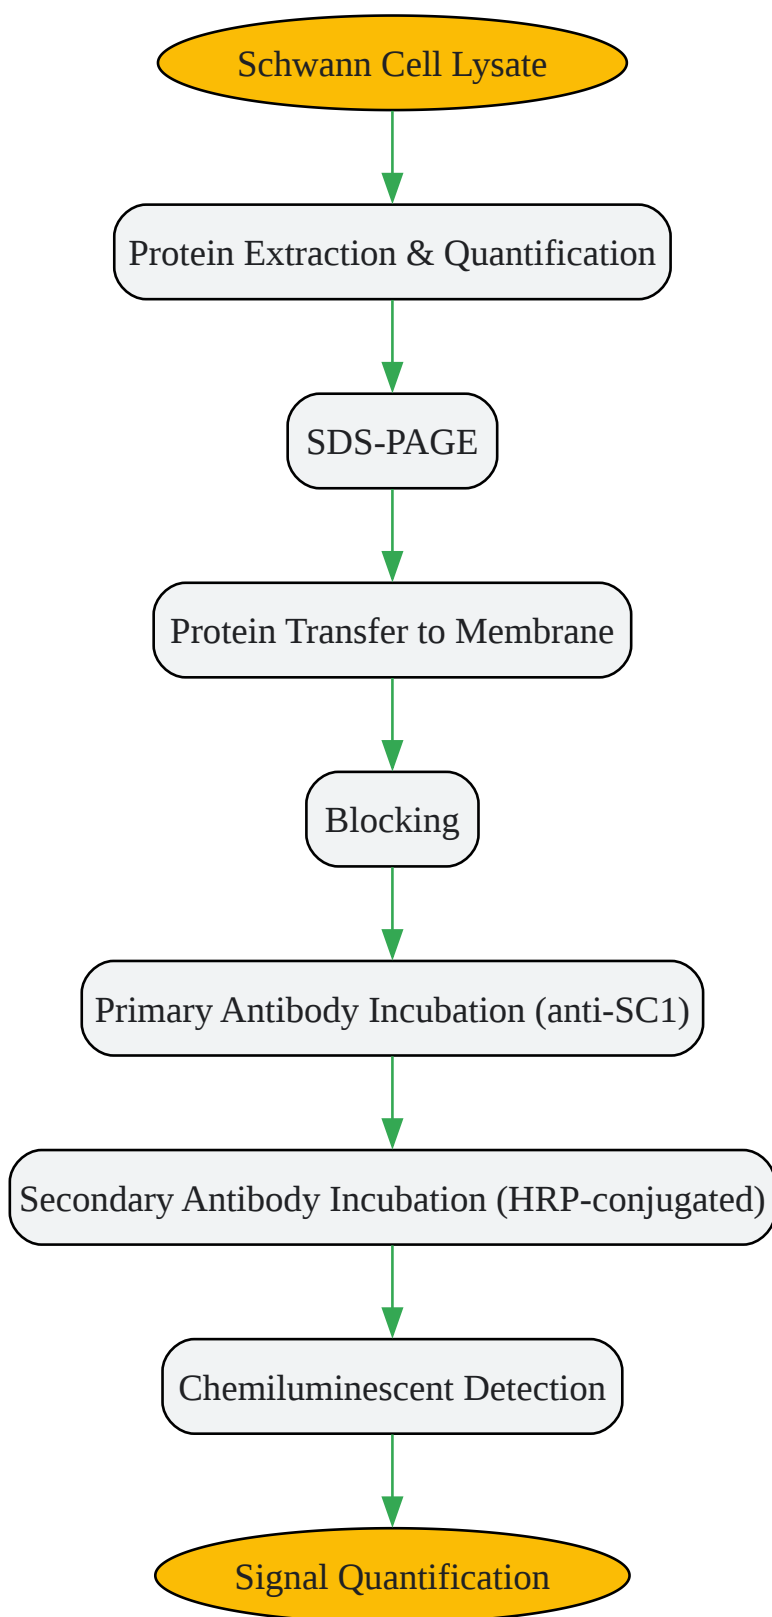 Schwann Cell Lysate
Protein Extraction & Quantification
SDS-PAGE
Protein Transfer to Membrane
Blocking
Primary Antibody Incubation (anti-SC1)
Secondary Antibody Incubation (HRP-conjugated)
Chemiluminescent Detection
Signal Quantification